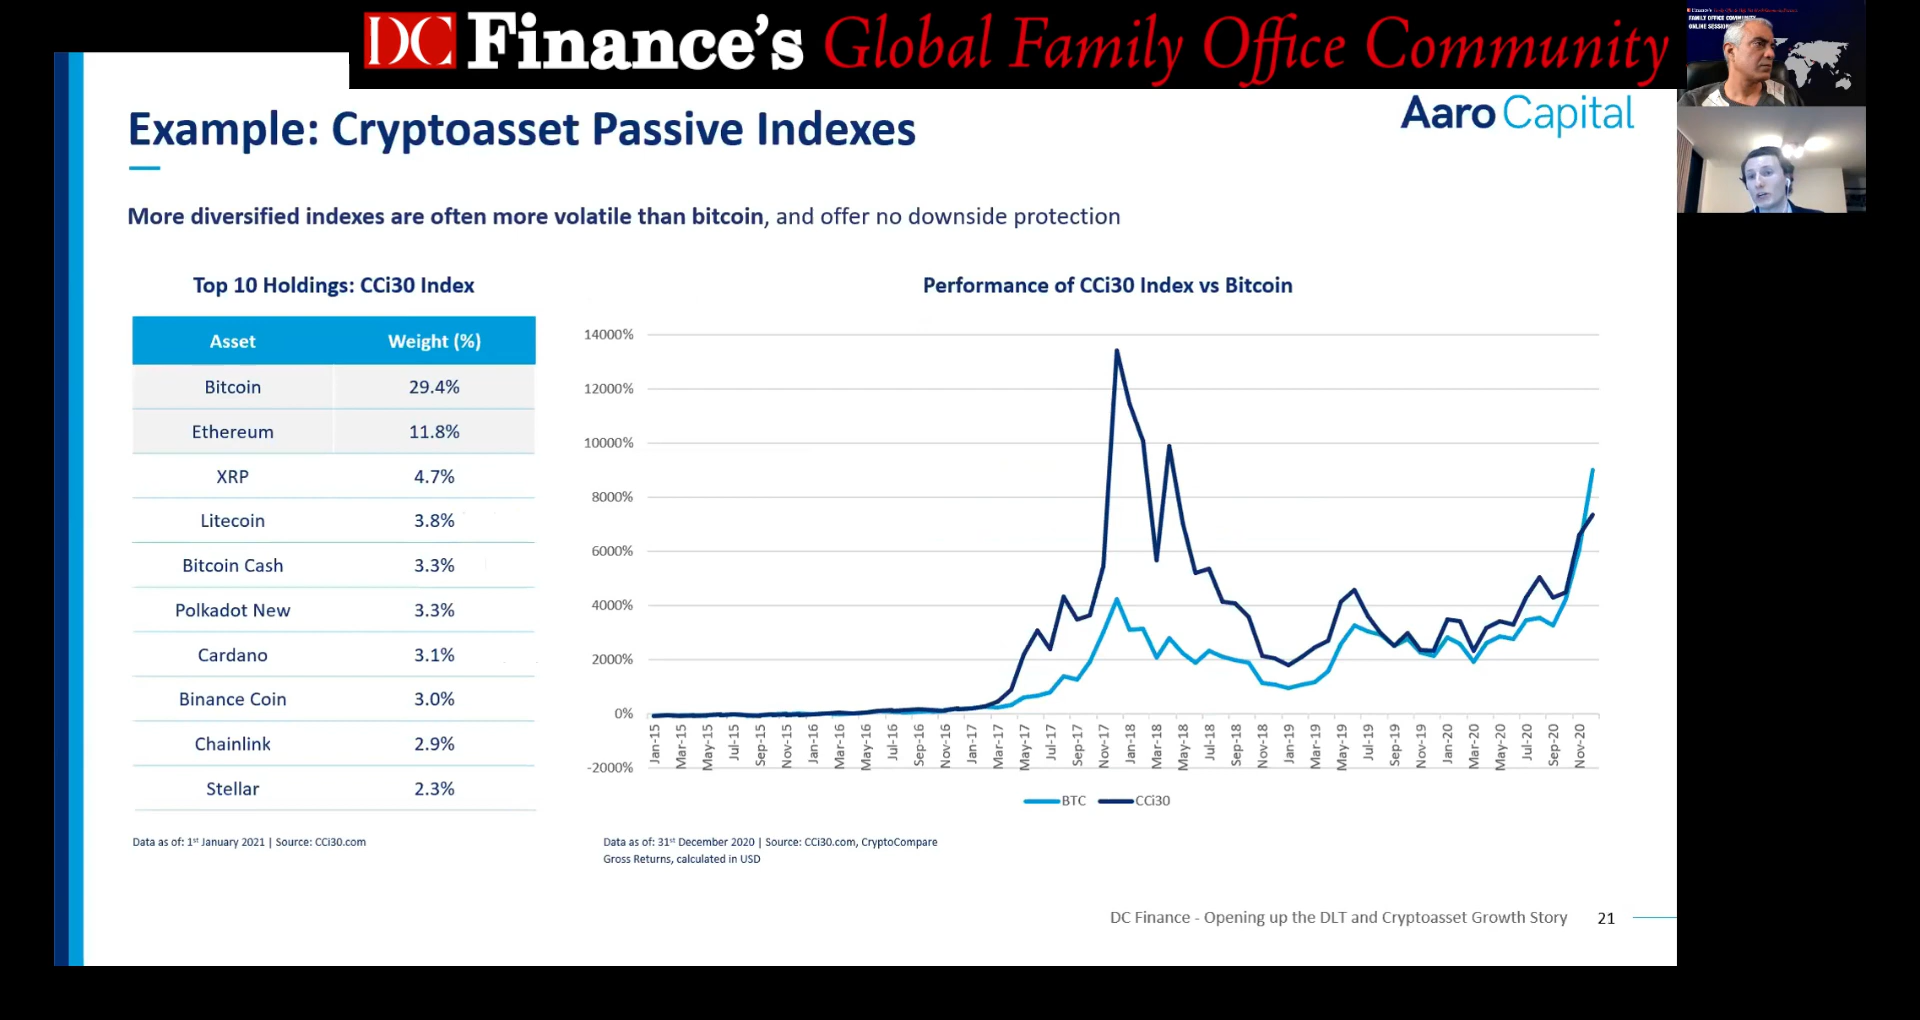 DC Finance's Global Family Office Community
FAMILY OFFICE COMMUNITY
ONLINE SESSION
Example: Cryptoasset Passive Indexes
Aaro Capital
More diversified indexes are often more volatile than bitcoin, and offer no downside protection
Top 10 Holdings: CCi30 Index
Asset Weight (%)
Bitcoin 29.4%
Ethereum 11.8%
XRP 4.7%
Litecoin 3.8%
Bitcoin Cash 3.3%
Polkadot New 3.3%
Cardano 3.1%
Binance Coin 3.0%
Chainlink 2.9%
Stellar 2.3%
Data as of: 1st January 2021 | Source: CCi30.com
Performance of CCi30 Index vs Bitcoin
14000%
12000%
10000%
8000%
6000%
4000%
2000%
0%
-2000%
Jan-15 Mar-15 May-15 Jul-15 Sep-15 Nov-15 Jan-16 Mar-16 May-16 Jul-16 Sep-16 Nov-16 Jan-17 Mar-17 May-17 Jul-17 Sep-17 Nov-17 Jan-18 Mar-18 May-18 Jul-18 Sep-18 Nov-18 Jan-19 Mar-19 May-19 Jul-19 Sep-19 Nov-19 Jan-20 Mar-20 May-20 Jul-20 Sep-20 Nov-20
BTC CCi30
Data as of: 31st December 2020 | Source: CCi30.com, CryptoCompare
Gross Returns, calculated in USD
DC Finance - Opening up the DLT and Cryptoasset Growth Story 21